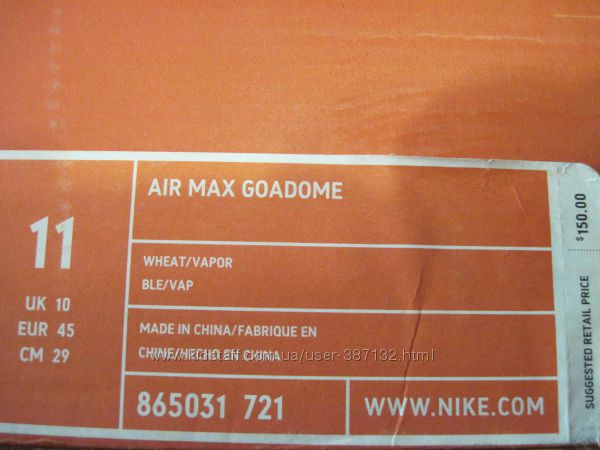 AIR MAX GOADOME
11
UK 10
EUR 45
CM 29
WHEAT/VAPOR
BLE/VAP
MADE IN CHINA/FABRIQUE EN
CHINE/HECHO EN CHINA
865031 721
WWW.NIKE.COM
$150.00
SUGGESTED RETAIL PRICE